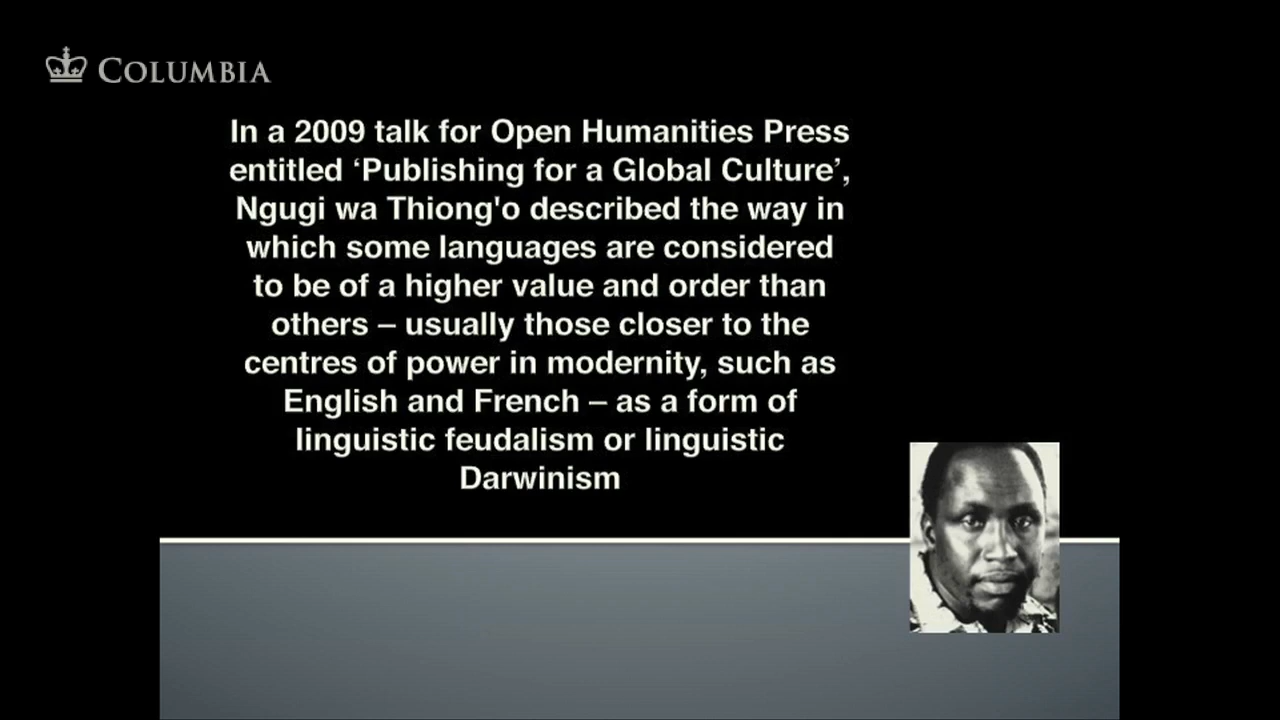 COLUMBIA
In a 2009 talk for Open Humanities Press
entitled ‘Publishing for a Global Culture’,
Ngugi wa Thiong'o described the way in
which some languages are considered
to be of a higher value and order than
others – usually those closer to the
centres of power in modernity, such as
English and French – as a form of
linguistic feudalism or linguistic
Darwinism